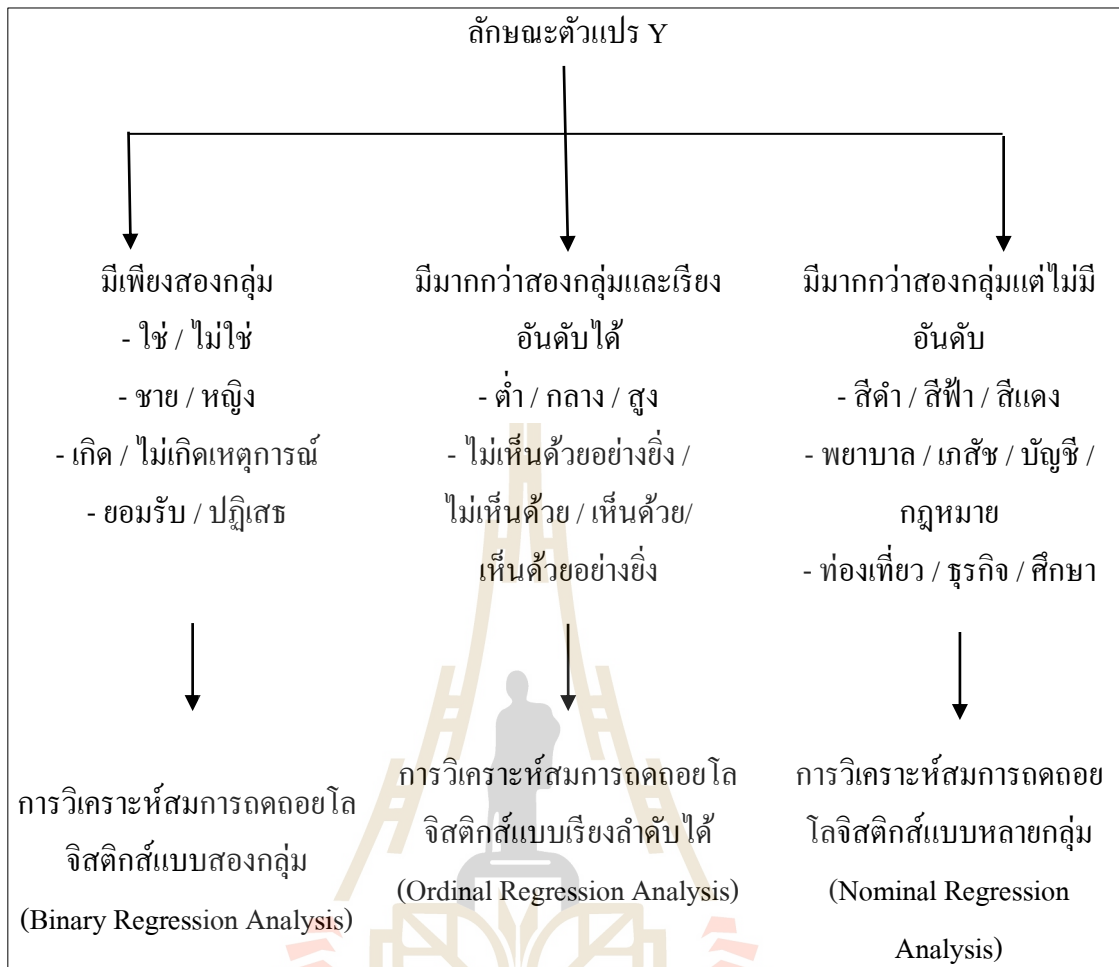 ลักษณะตัวแปร Y
มีเพียงสองกลุ่ม
- ใช่ / ไม่ใช่
- ชาย / หญิง
- เกิด / ไม่เกิดเหตุการณ์
- ยอมรับ / ปฏิเสธ
มีมากกว่าสองกลุ่มและเรียง
อันดับได้
- ต่ำ / กลาง / สูง
- ไม่เห็นด้วยอย่างยิ่ง /
ไม่เห็นด้วย / เห็นด้วย/
เห็นด้วยอย่างยิ่ง
มีมากกว่าสองกลุ่มแต่ไม่มี
อันดับ
- สีดำ / สีฟ้า / สีแดง
- พยาบาล / เภสัช / บัญชี /
กฎหมาย
- ท่องเที่ยว / ธุรกิจ / ศึกษา
การวิเคราะห์สมการถดถอยโล
จิสติกส์แบบสองกลุ่ม
(Binary Regression Analysis)
การวิเคราะห์สมการถดถอยโล
จิสติกส์แบบเรียงลำดับได้
(Ordinal Regression Analysis)
การวิเคราะห์สมการถดถอย
โลจิสติกส์แบบหลายกลุ่ม
(Nominal Regression
Analysis)